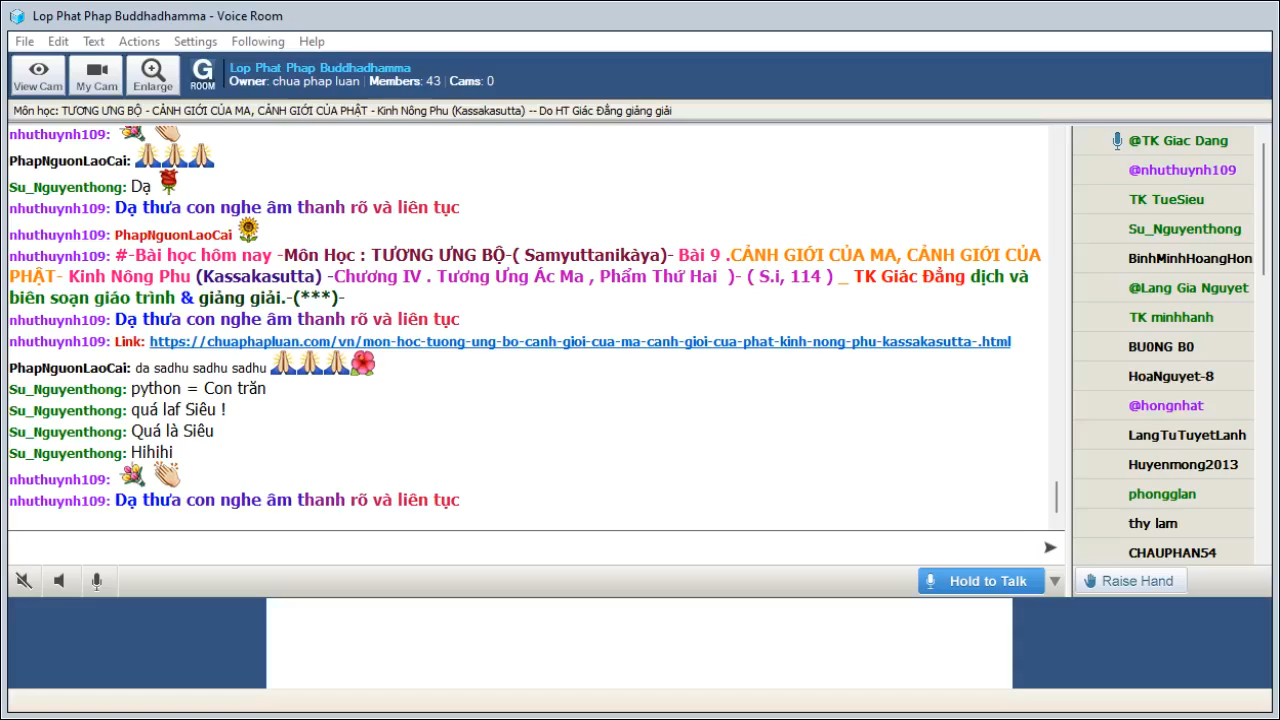 Lop Phat Phap Buddhadhamma - Voice Room
File Edit Text Actions Settings Following Help
View Cam My Cam Enlarge G ROOM
Lop Phat Phap Buddhadhamma
Owner: chua phap luan Members: 43 Cams: 0
Môn học: TƯƠNG ƯNG BỘ - CẢNH GIỚI CỦA MA, CẢNH GIỚI CỦA PHẬT - Kinh Nông Phu (Kassakasutta) -- Do HT Giác Đẳng giảng giải
nhuthuynh109:
PhapNguonLaoCai:
Su_Nguyenthong: Dạ
nhuthuynh109: Dạ thưa con nghe âm thanh rõ và liên tục
nhuthuynh109: PhapNguonLaoCai
nhuthuynh109: #-Bài học hôm nay -Môn Học : TƯƠNG ƯNG BỘ-( Samyuttanikàya)- Bài 9 .CẢNH GIỚI CỦA MA, CẢNH GIỚI CỦA
PHẬT- Kinh Nông Phu (Kassakasutta) -Chương IV . Tương Ưng Ác Ma , Phẩm Thứ Hai )- ( S.i, 114 ) _ TK Giác Đẳng dịch và
biên soạn giáo trình & giảng giải.-(***)-
nhuthuynh109: Dạ thưa con nghe âm thanh rõ và liên tục
nhuthuynh109: Link: https://chuaphapluan.com/vn/mon-hoc-tuong-ung-bo-canh-gioi-cua-ma-canh-gioi-cua-phat-kinh-nong-phu-kassakasutta-.html
PhapNguonLaoCai: da sadhu sadhu sadhu
Su_Nguyenthong: python = Con trăn
Su_Nguyenthong: quá laf Siêu !
Su_Nguyenthong: Quá là Siêu
Su_Nguyenthong: Hihihi
nhuthuynh109:
nhuthuynh109: Dạ thưa con nghe âm thanh rõ và liên tục
Hold to Talk
@TK Giac Dang
@nhuthuynh109
TK TueSieu
Su_Nguyenthong
BinhMinhHoangHon
@Lang Gia Nguyet
TK minhhanh
BU0NG B0
HoaNguyet-8
@hongnhat
LangTuTuyetLanh
Huyenmong2013
phongglan
thy lam
CHAUPHAN54
Raise Hand